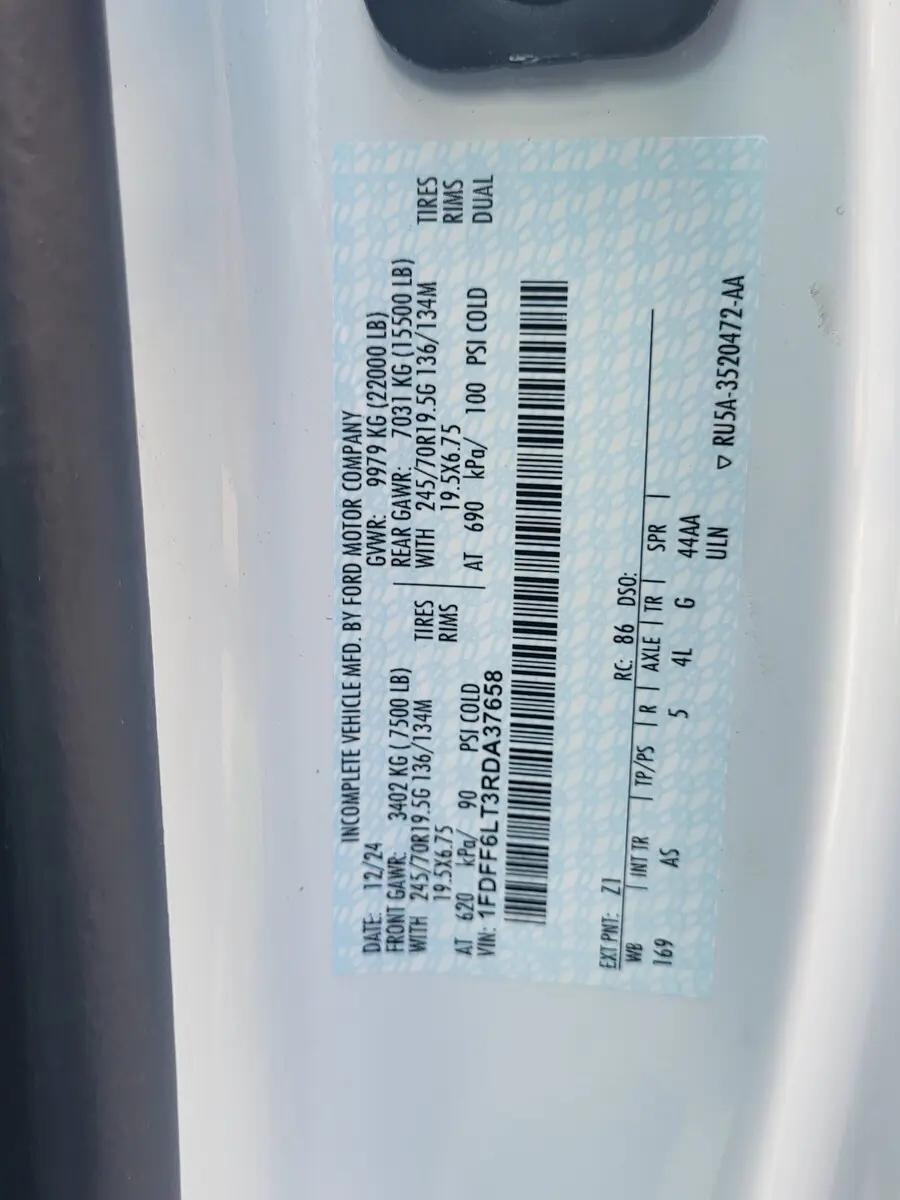 INCOMPLETE VEHICLE MFD. BY FORD MOTOR COMPANY
DATE: 12/24 GVWR: 9979 KG (22000 LB)
FRONT GAWR: 3402 KG (7500 LB) REAR GAWR: 7031 KG (15500 LB)
WITH 245/70R19.5G 136/134M TIRES WITH 245/70R19.5G 136/134M TIRES
19.5X6.75 RIMS 19.5X6.75 RIMS
AT 620 kPa/ 90 PSI COLD AT 690 kPa/ 100 PSI COLD DUAL
VIN: 1FDFF6LT3RDA37658
EXT PNT: Z1 RC: 86 DSO:
WB | INT TR | TP/PS | R | AXLE | TR | SPR |
169 AS 5 4L G 44AA
ULN
▽ RU5A-3520472-AA